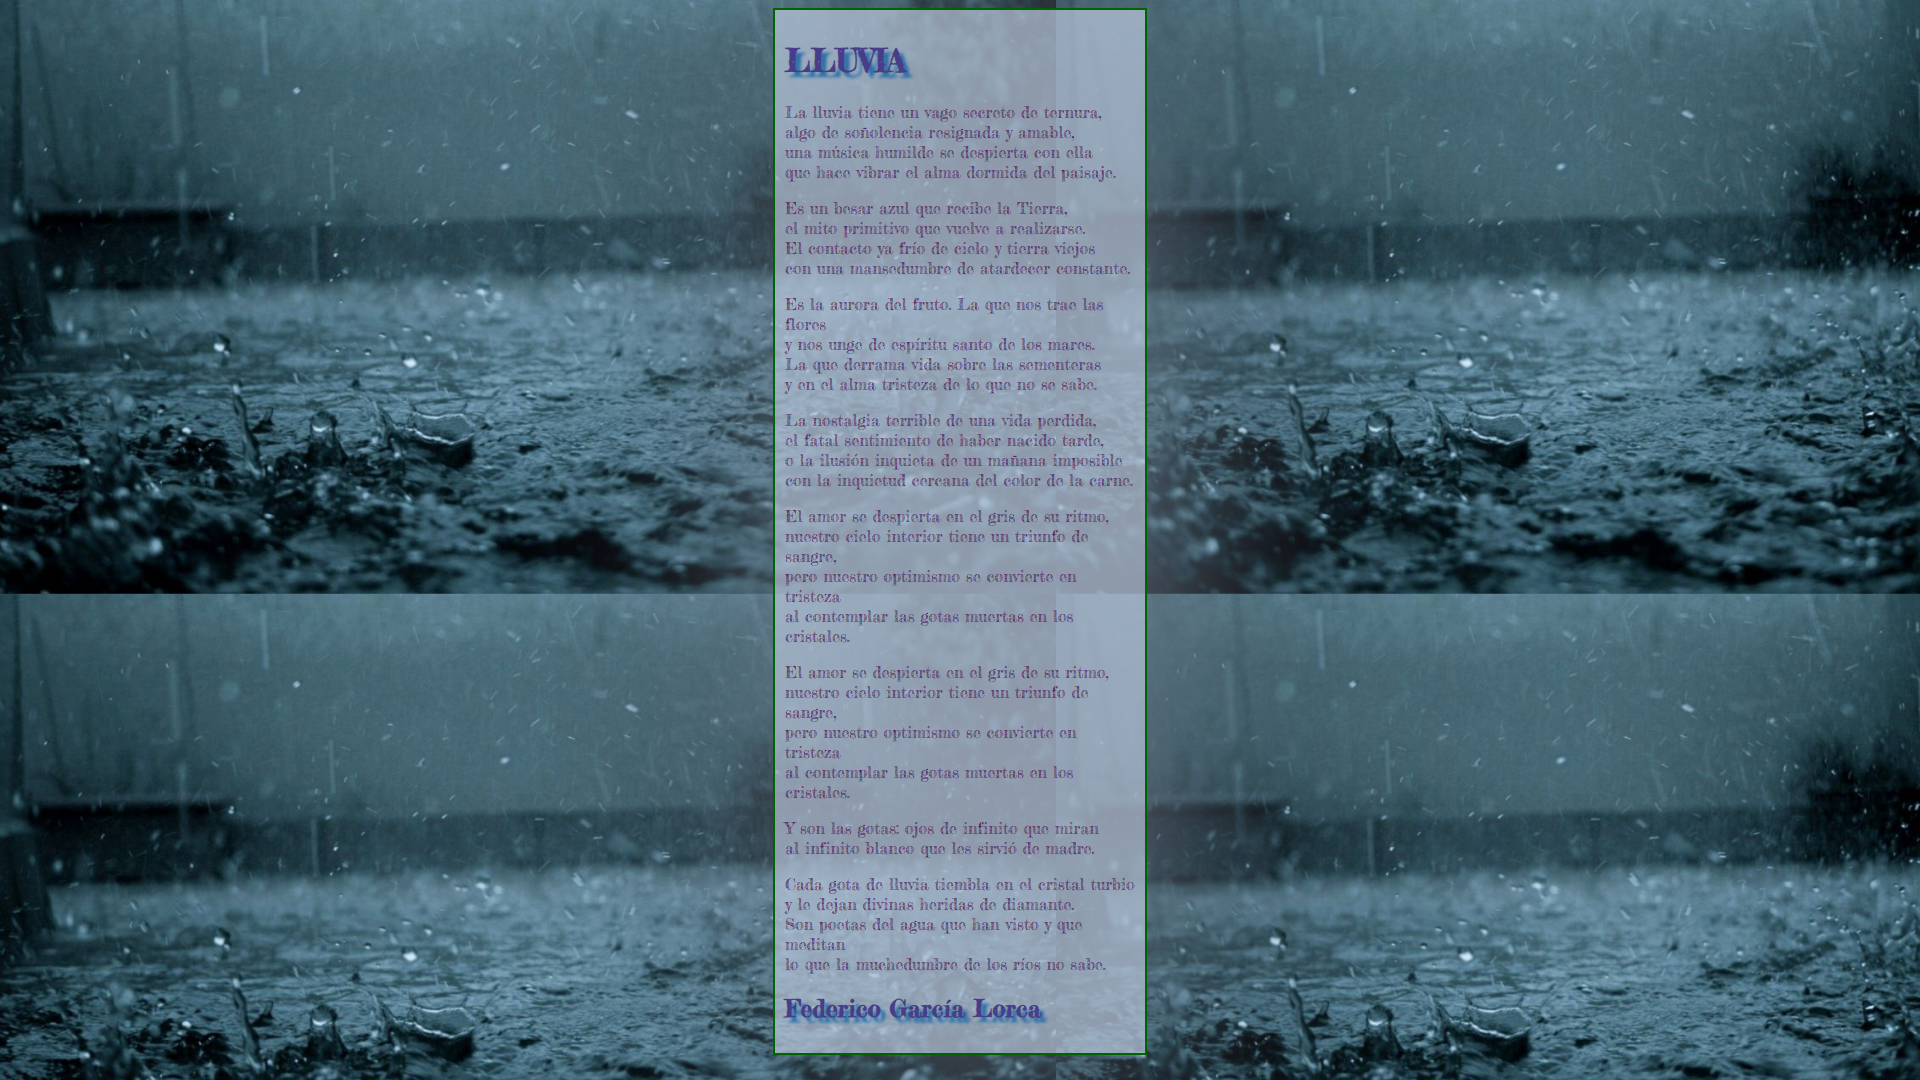 LLUVIA
La lluvia tiene un vago secreto de ternura,
algo de soñolencia resignada y amable,
una música humilde se despierta con ella
que hace vibrar el alma dormida del paisaje.
Es un besar azul que recibe la Tierra,
el mito primitivo que vuelve a realizarse.
El contacto ya frío de cielo y tierra viejos
con una mansedumbre de atardecer constante.
Es la aurora del fruto. La que nos trae las
flores
y nos unge de espíritu santo de los mares.
La que derrama vida sobre las sementeras
y en el alma tristeza de lo que no se sabe.
La nostalgia terrible de una vida perdida,
el fatal sentimiento de haber nacido tarde,
o la ilusión inquieta de un mañana imposible
con la inquietud cercana del color de la carne.
El amor se despierta en el gris de su ritmo,
nuestro cielo interior tiene un triunfo de
sangre,
pero nuestro optimismo se convierte en
tristeza
al contemplar las gotas muertas en los
cristales.
El amor se despierta en el gris de su ritmo,
nuestro cielo interior tiene un triunfo de
sangre,
pero nuestro optimismo se convierte en
tristeza
al contemplar las gotas muertas en los
cristales.
Y son las gotas: ojos de infinito que miran
al infinito blanco que les sirvió de madre.
Cada gota de lluvia tiembla en el cristal turbio
y le dejan divinas heridas de diamante.
Son poetas del agua que han visto y que
meditan
lo que la muchedumbre de los ríos no sabe.
Federico García Lorca